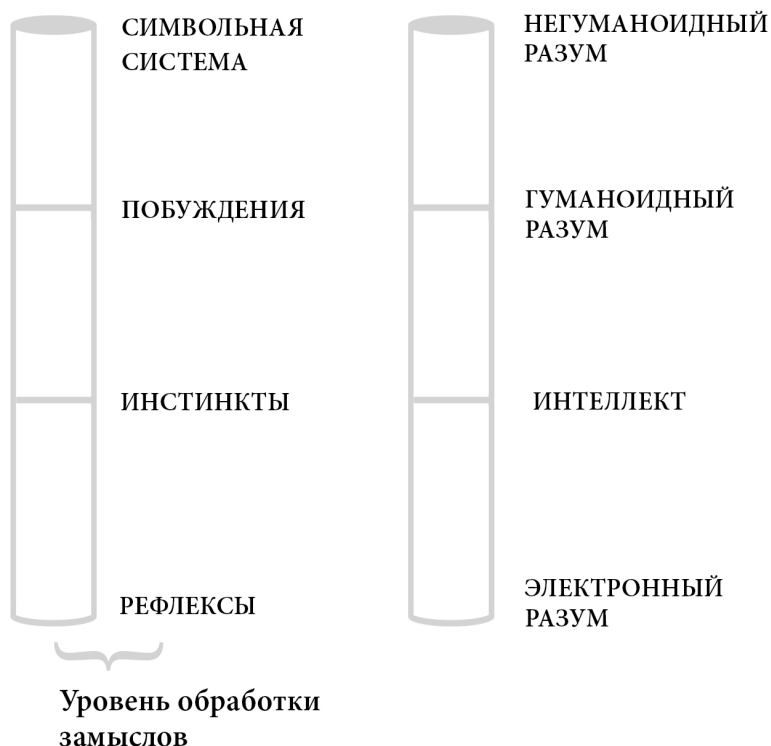 СИМВОЛЬНАЯ
СИСТЕМА
ПОБУЖДЕНИЯ
ИНСТИНКТЫ
РЕФЛЕКСЫ
Уровень обработки
замыслов
НЕГУМАНОИДНЫЙ
РАЗУМ
ГУМАНОИДНЫЙ
РАЗУМ
ИНТЕЛЛЕКТ
ЭЛЕКТРОННЫЙ
РАЗУМ